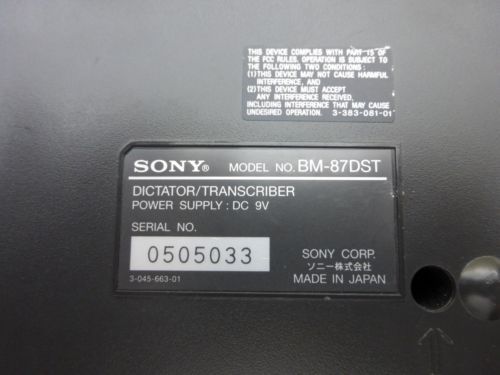 THIS DEVICE COMPLIES WITH PART 15 OF
THE FCC RULES. OPERATION IS SUBJECT TO
THE FOLLOWING TWO CONDITIONS:
(1)THIS DEVICE MAY NOT CAUSE HARMFUL
INTERFERENCE, AND
(2)THIS DEVICE MUST ACCEPT
ANY INTERFERENCE RECEIVED,
INCLUDING INTERFERENCE THAT MAY CAUSE
UNDESIRED OPERATION. 3-383-081-01
SONY® MODEL NO. BM-87DST
DICTATOR/TRANSCRIBER
POWER SUPPLY : DC 9V
SERIAL NO.
0505033
SONY CORP.
ソニー株式会社
3-045-663-01 MADE IN JAPAN